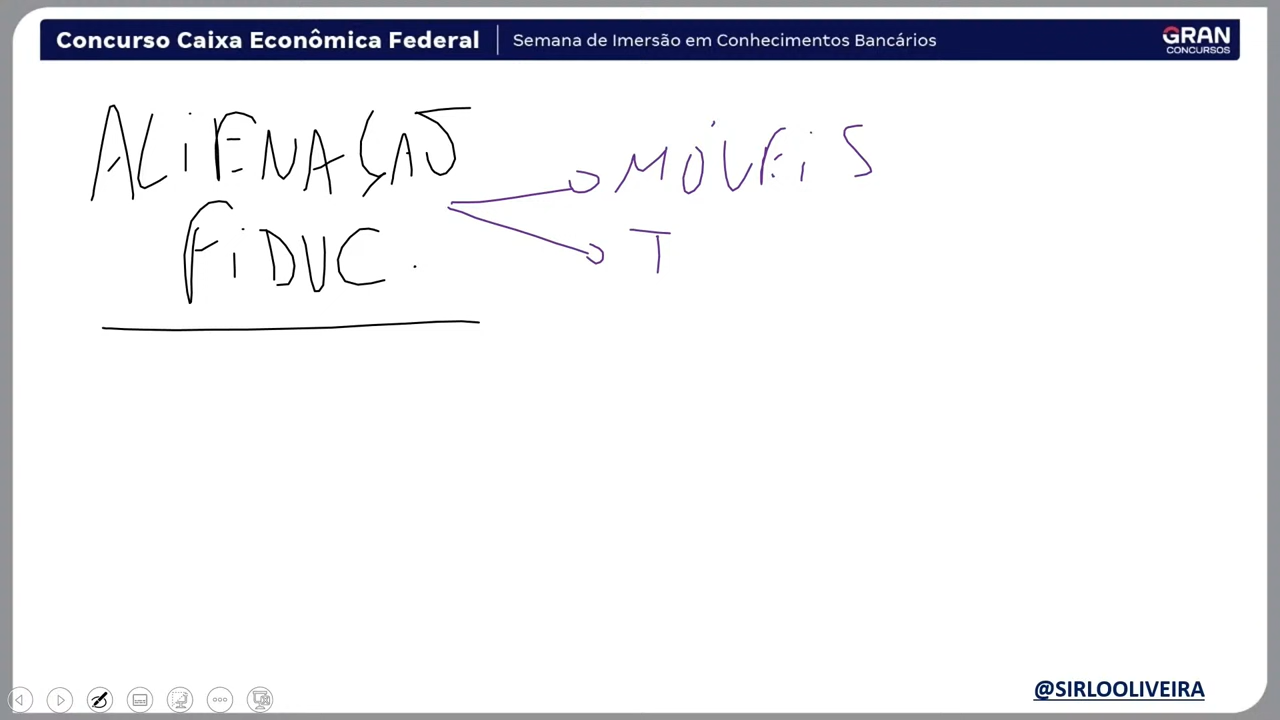 Concurso Caixa Econômica Federal | Semana de Imersão em Conhecimentos Bancários
GRAN
CONCURSOS
ALIENAÇÃO
FIDUC.
MÓVEIS
I
@SIRLOOLIVEIRA